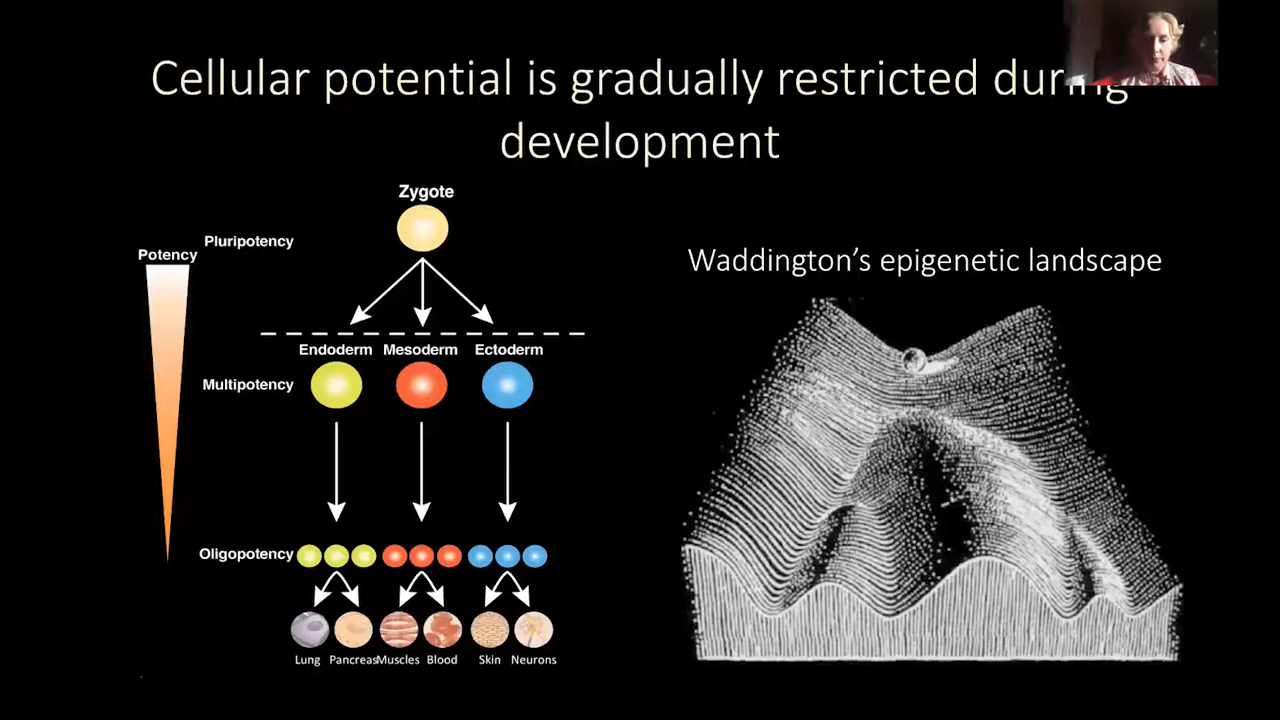 Cellular potential is gradually restricted during
development
Zygote
Pluripotency
Potency
Waddington’s epigenetic landscape
Endoderm Mesoderm Ectoderm
Multipotency
Oligopotency
Lung Pancreas Muscles Blood Skin Neurons